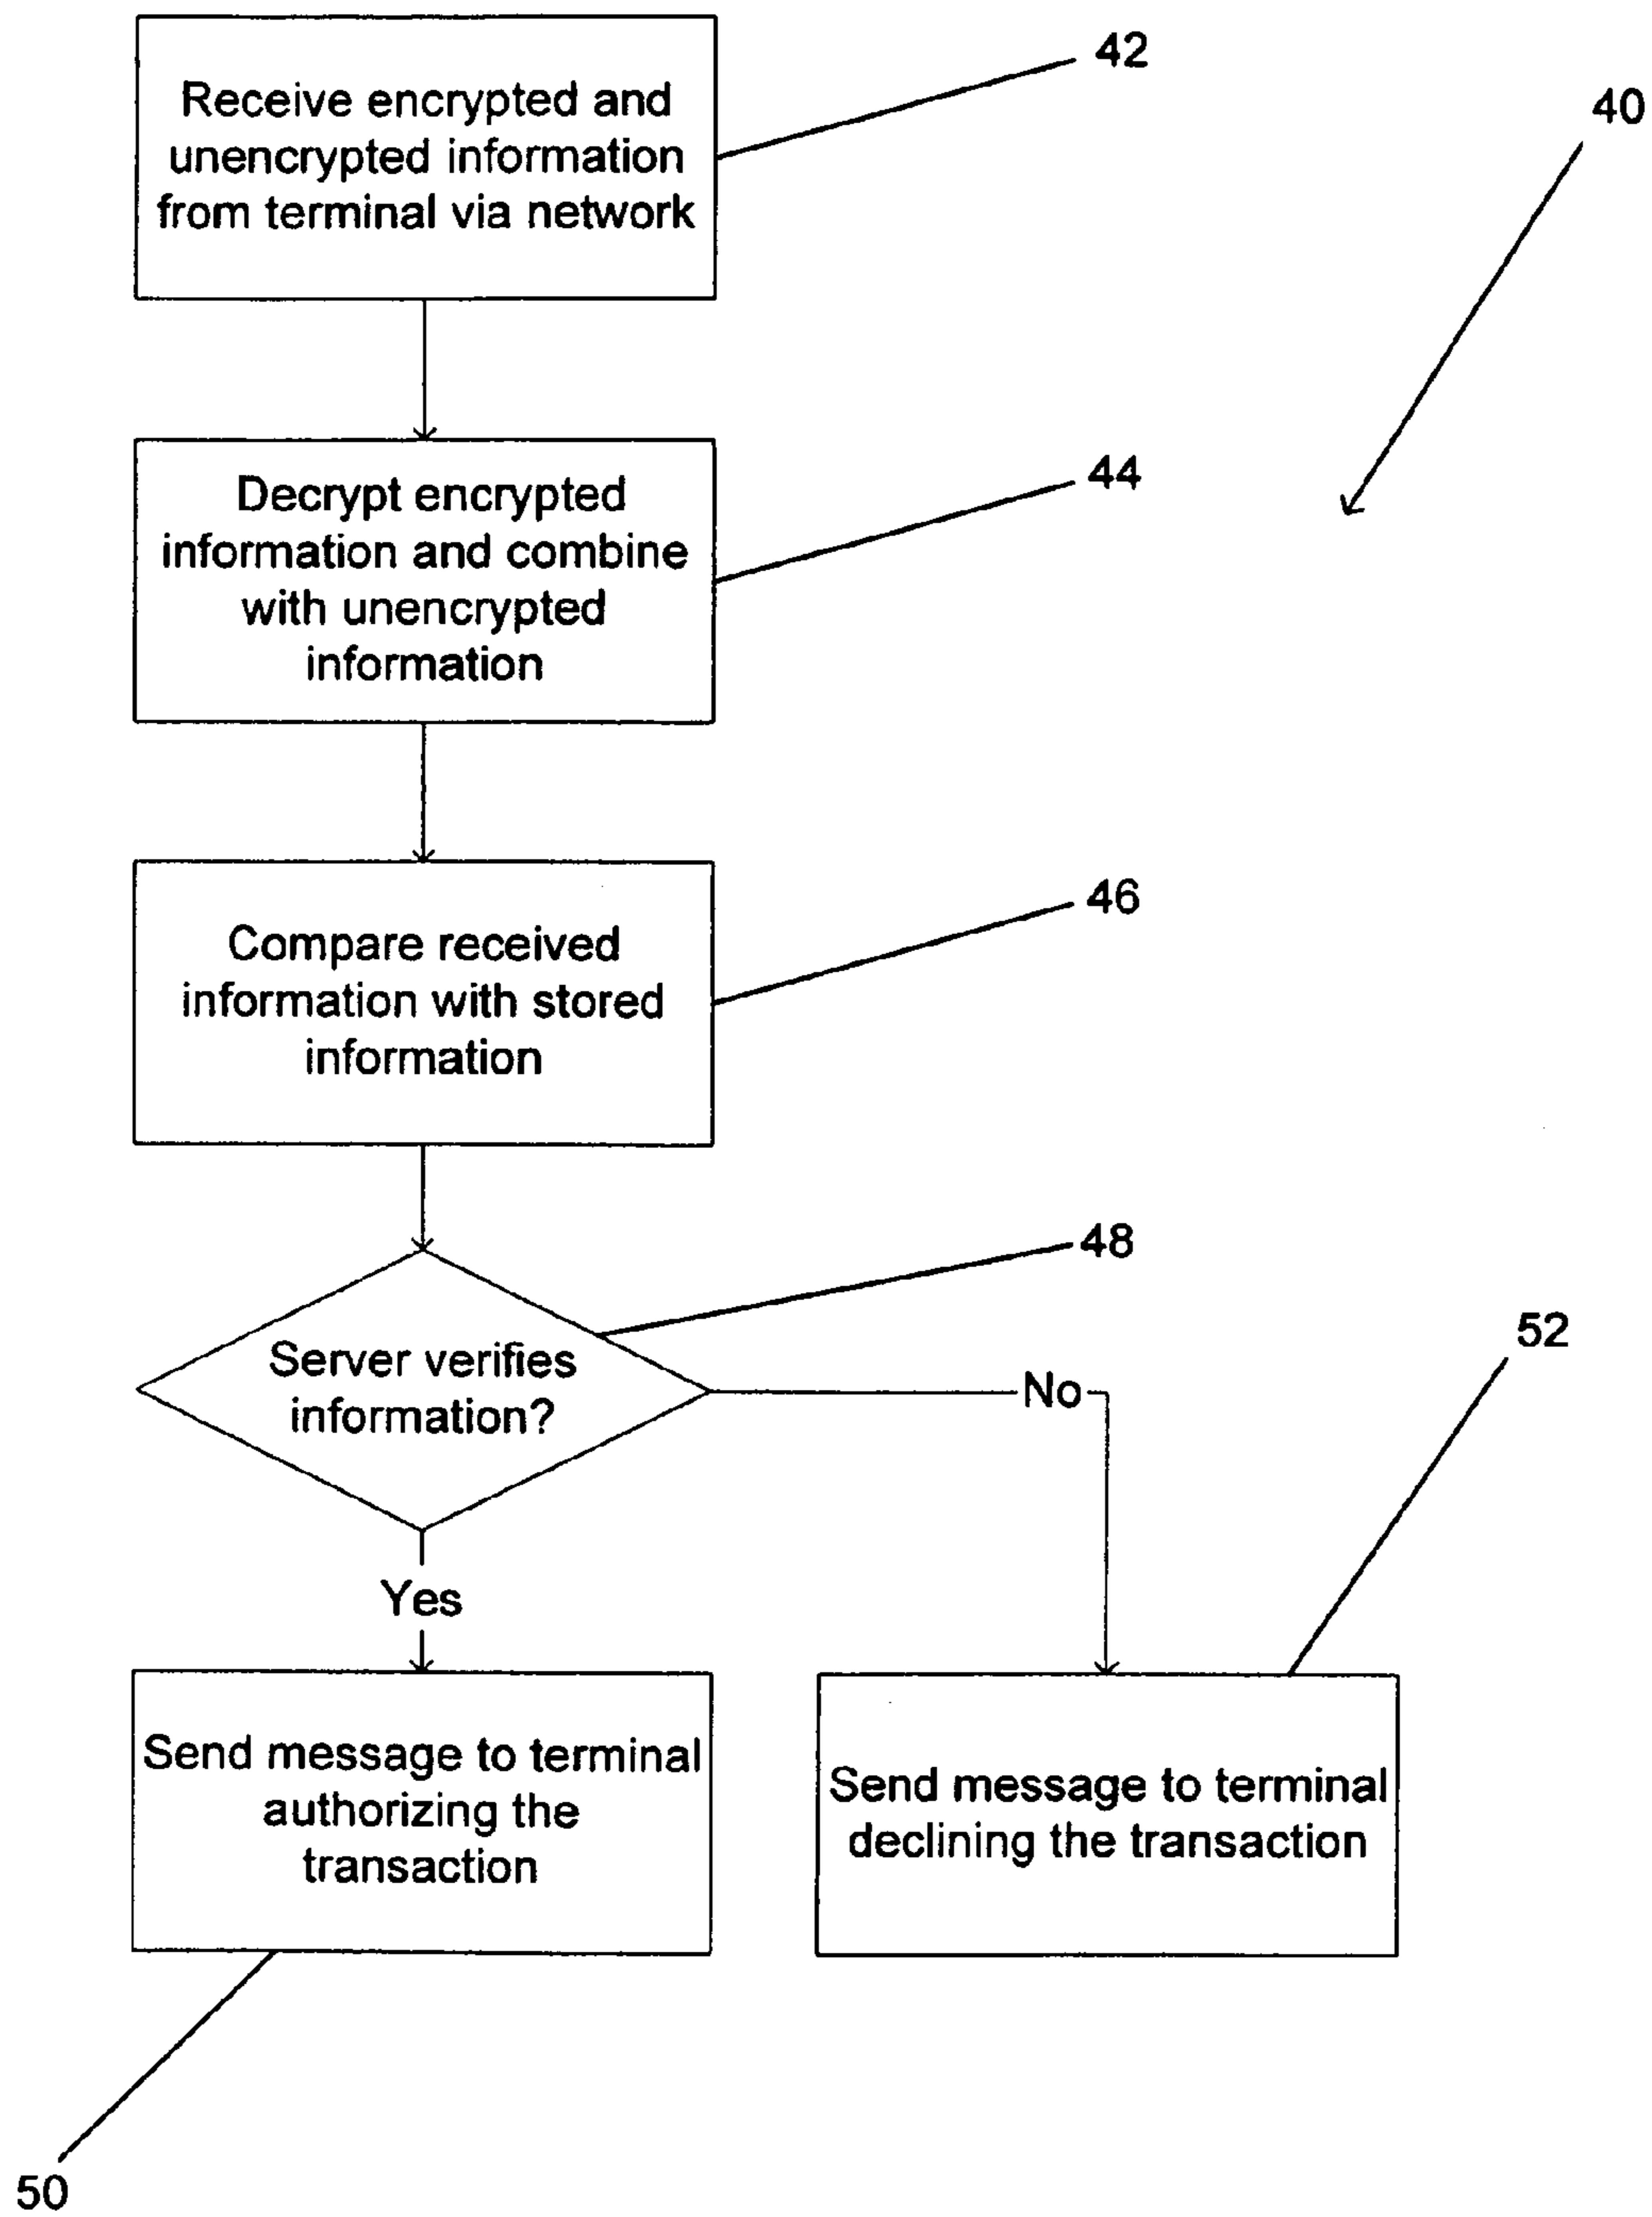 42
40
Receive encrypted and
unencrypted information
from terminal via network
44
Decrypt encrypted
information and combine
with unencrypted
information
46
Compare received
information with stored
information
48
Server verifies
information?
No
52
Yes
Send message to terminal
authorizing the
transaction
Send message to terminal
declining the transaction
50